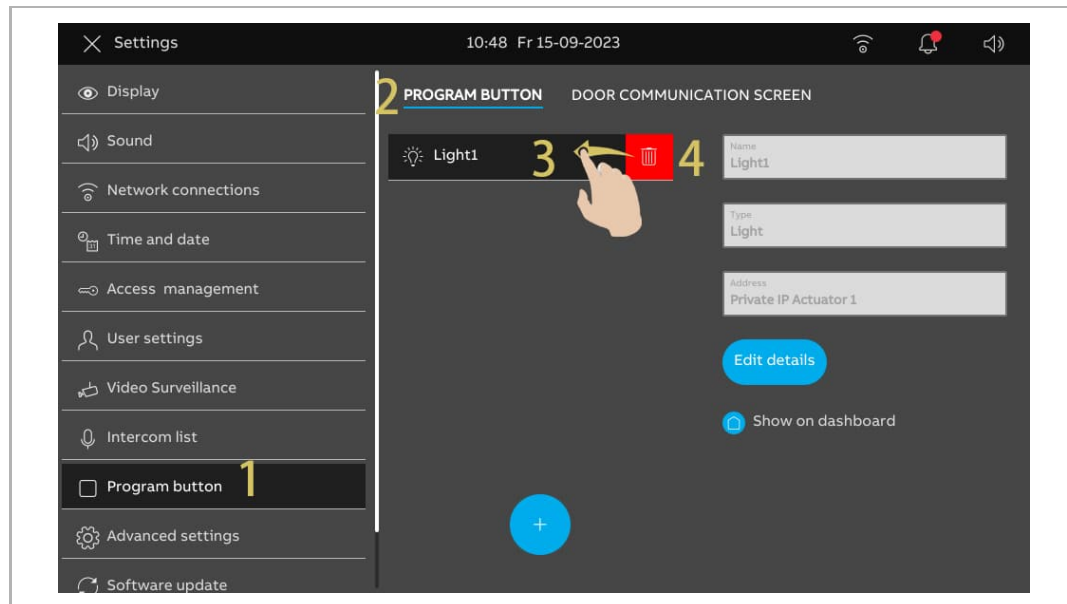 Settings
10:48 Fr 15-09-2023
Display
Sound
Network connections
Time and date
Access management
User settings
Video Surveillance
Intercom list
Program button 1
Advanced settings
Software update
2 PROGRAM BUTTON DOOR COMMUNICATION SCREEN
Light1 3 4
Name
Light1
Type
Light
Address
Private IP Actuator 1
Edit details
Show on dashboard
+